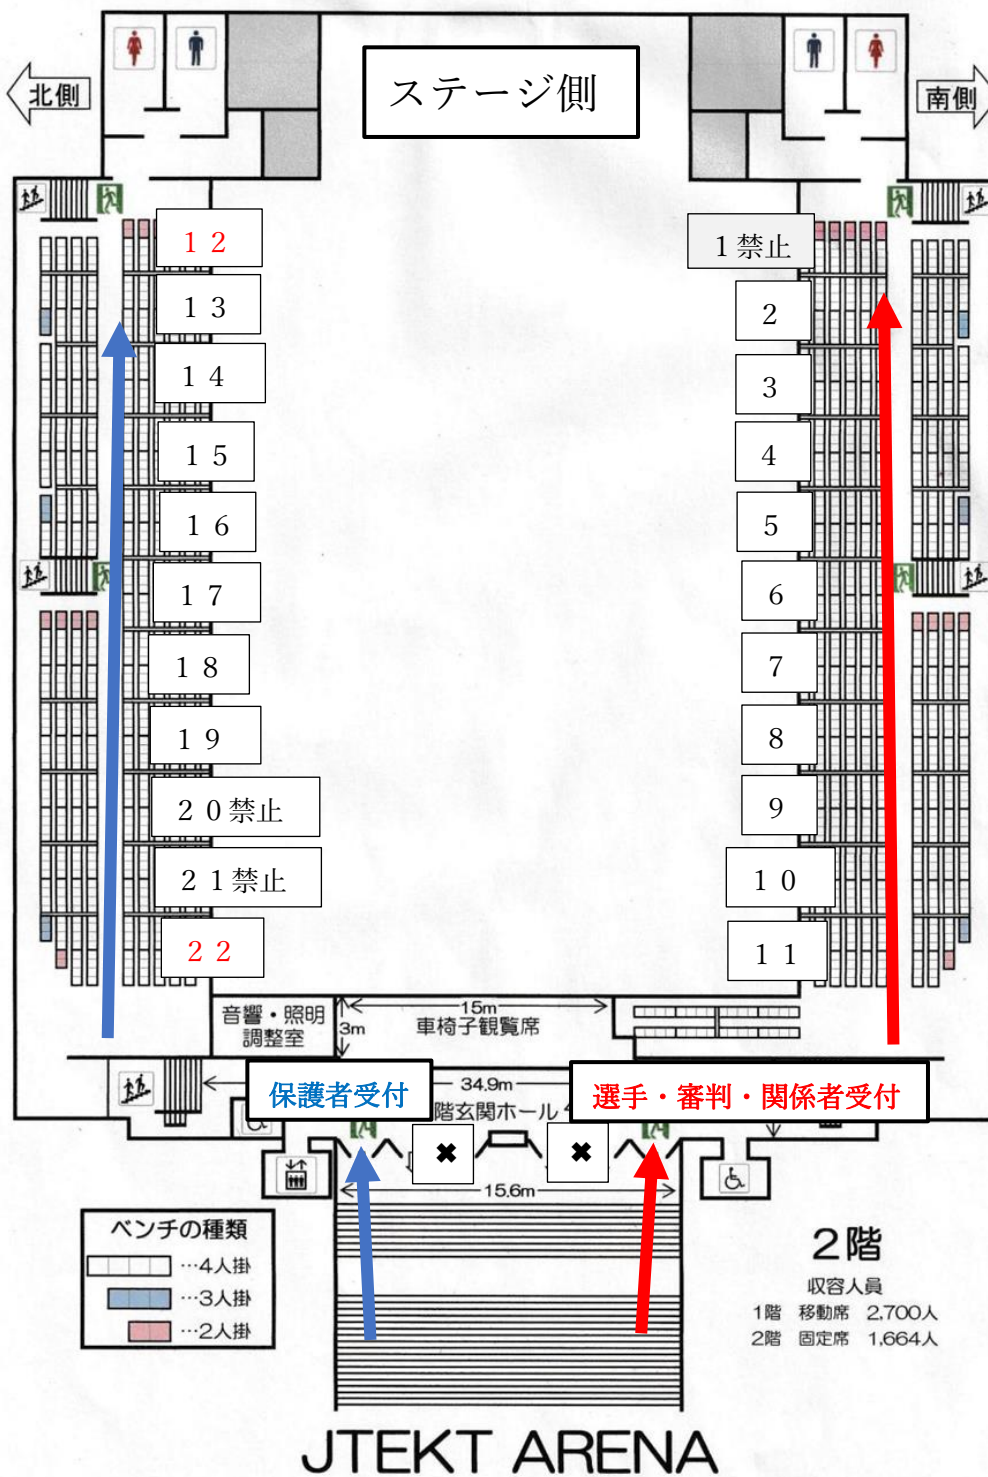 ステージ側
北側
南側
１２
１禁止
１３
２
１４
３
１５
４
１６
５
１７
６
１８
７
１９
８
２０禁止
９
２１禁止
１０
２２
１１
音響・照明
調整室
3m
15m
車椅子観覧席
34.9m
保護者受付
選手・審判・関係者受付
階玄関ホール
✖
✖
15.6m
ベンチの種類
…4人掛
…3人掛
…2人掛
2階
収容人員
1階 移動席 2,700人
2階 固定席 1,664人
JTEKT ARENA